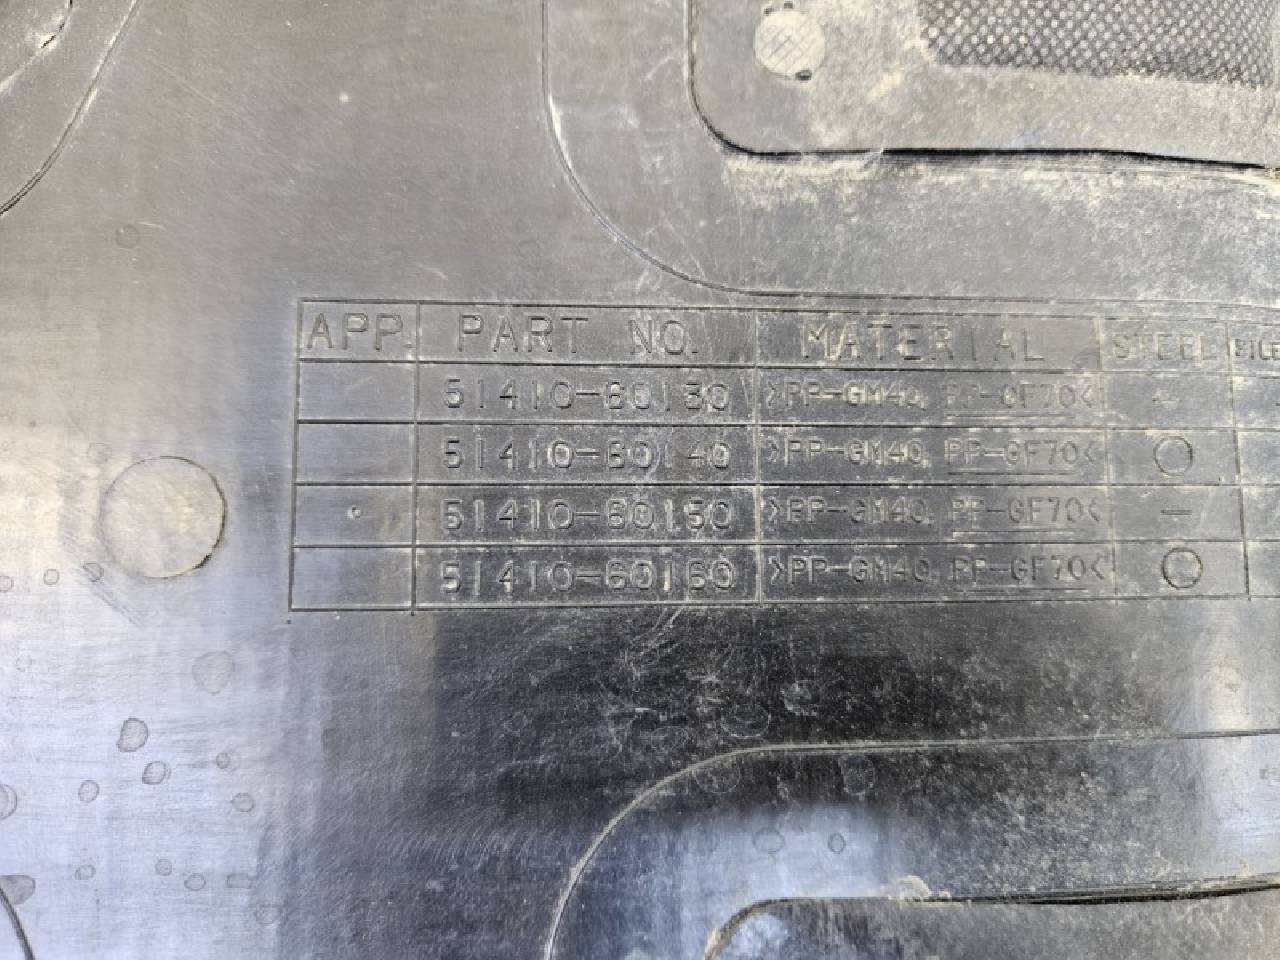 APP. PART NO. MATERIAL STEEL
51410-60130 >PP-GM40, PP-GF70< —
51410-60140 >PP-GM40, PP-GF70< ○
51410-60150 >PP-GM40, PP-GF70< —
51410-60160 >PP-GM40, PP-GF70< ○